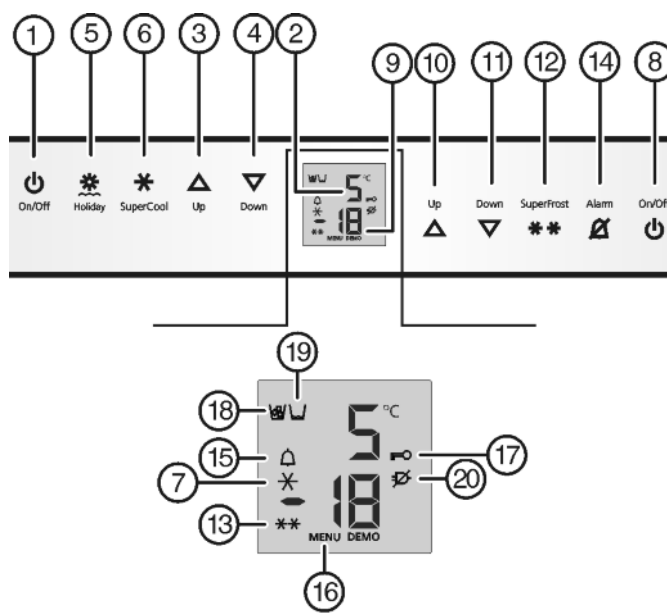 1 5 6 3 4 2 9 10 11 12 14 8
On/Off Holiday SuperCool Up Down
5 °C
18
MENU DEMO
Up Down SuperFrost Alarm On/Off
19
18
5 °C
15
17
7
20
18
13
MENU DEMO
16